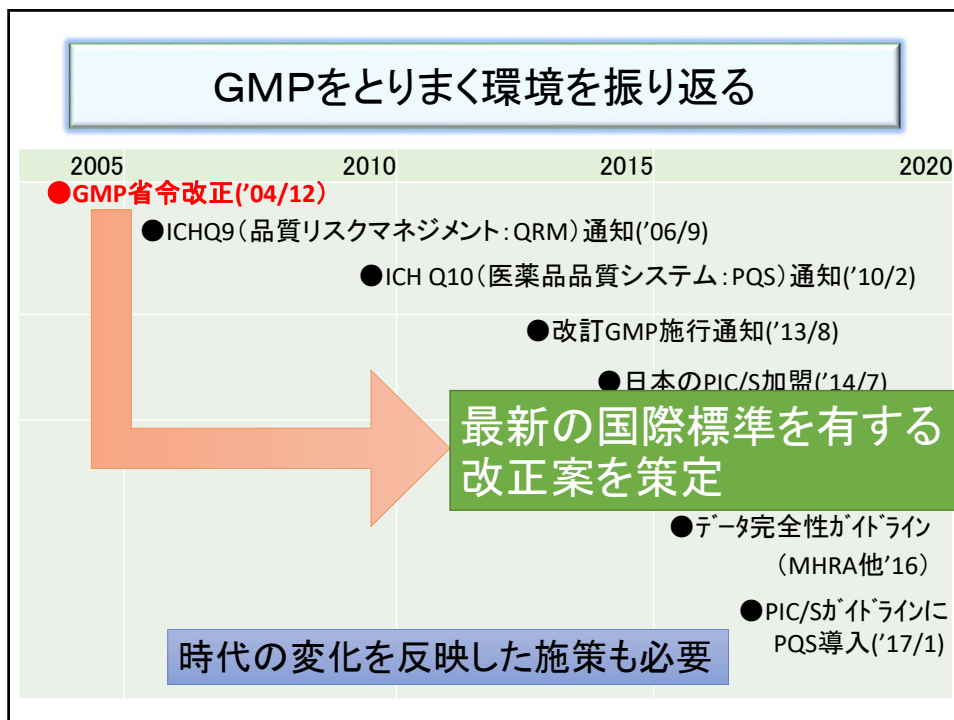 GMPをとりまく環境を振り返る
2005 2010 2015 2020
●GMP省令改正('04/12)
●ICHQ9(品質リスクマネジメント:QRM)通知('06/9)
●ICH Q10(医薬品品質システム:PQS)通知('10/2)
●改訂GMP施行通知('13/8)
●日本のPIC/S加盟('14/7)
最新の国際標準を有する
改正案を策定
●ﾃﾞｰﾀ完全性ｶﾞｲﾄﾞﾗｲﾝ
(MHRA他'16)
●PIC/Sｶﾞｲﾄﾞﾗｲﾝに
PQS導入('17/1)
時代の変化を反映した施策も必要